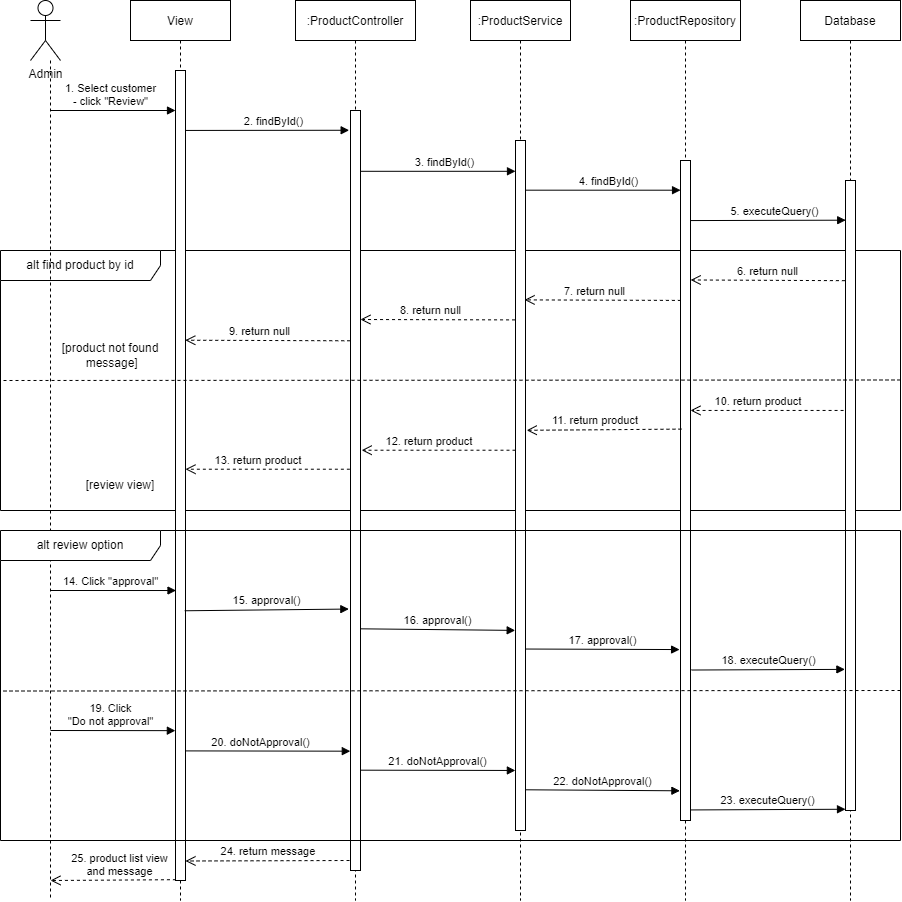 View
:ProductController
:ProductService
:ProductRepository
Database
Admin
1. Select customer
- click "Review"
2. findById()
3. findById()
4. findById()
5. executeQuery()
alt find product by id
6. return null
7. return null
8. return null
9. return null
[product not found
message]
10. return product
11. return product
12. return product
13. return product
[review view]
alt review option
14. Click "approval"
15. approval()
16. approval()
17. approval()
18. executeQuery()
19. Click
"Do not approval"
20. doNotApproval()
21. doNotApproval()
22. doNotApproval()
23. executeQuery()
24. return message
25. product list view
and message